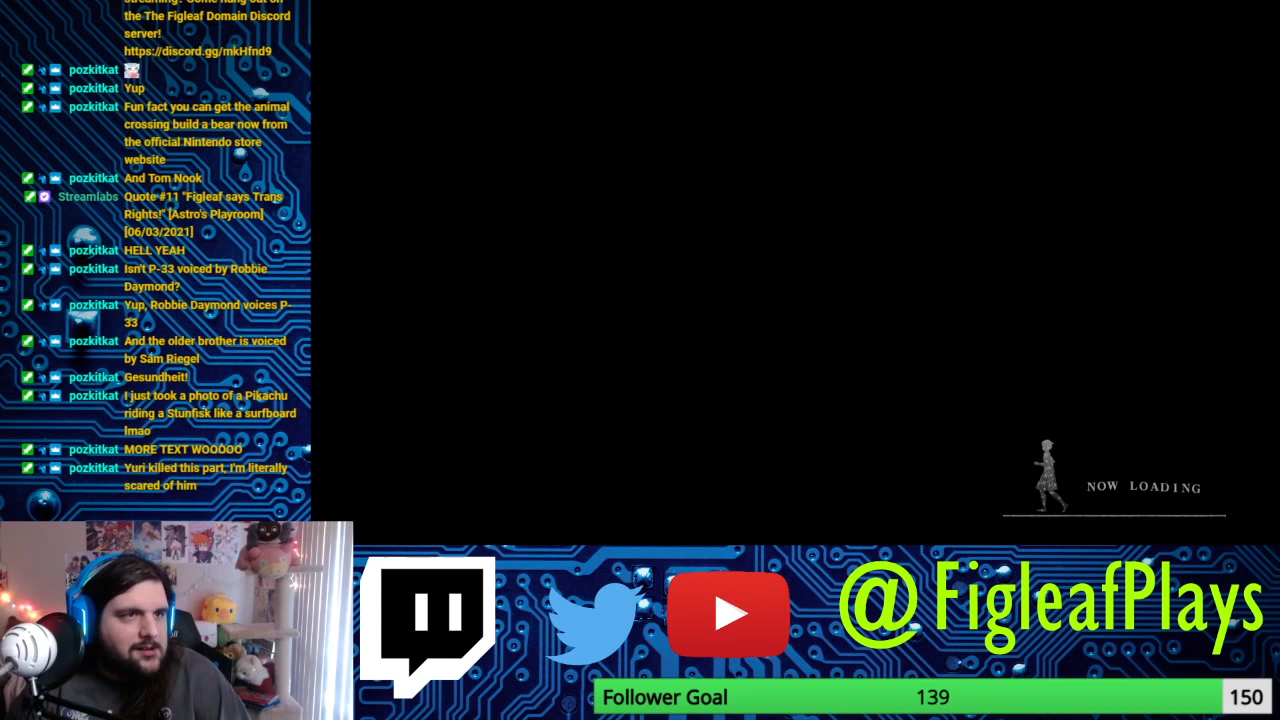 the The Figleaf Domain Discord
server!
https://discord.gg/mkHfnd9
pozkitkat
pozkitkat Yup
pozkitkat Fun fact you can get the animal
crossing build a bear now from
the official Nintendo store
website
pozkitkat And Tom Nook
Streamlabs Quote #11 "Figleaf says Trans
Rights!" [Astro's Playroom]
[06/03/2021]
pozkitkat HELL YEAH
pozkitkat Isn't P-33 voiced by Robbie
Daymond?
pozkitkat Yup, Robbie Daymond voices P-
33
pozkitkat And the older brother is voiced
by Sam Riegel
pozkitkat Gesundheit!
pozkitkat I just took a photo of a Pikachu
riding a Stunfisk like a surfboard
lmao
pozkitkat MORE TEXT WOOOOO
pozkitkat Yuri killed this part, I'm literally
scared of him
NOW LOADING
@FigleafPlays
Follower Goal 139 150